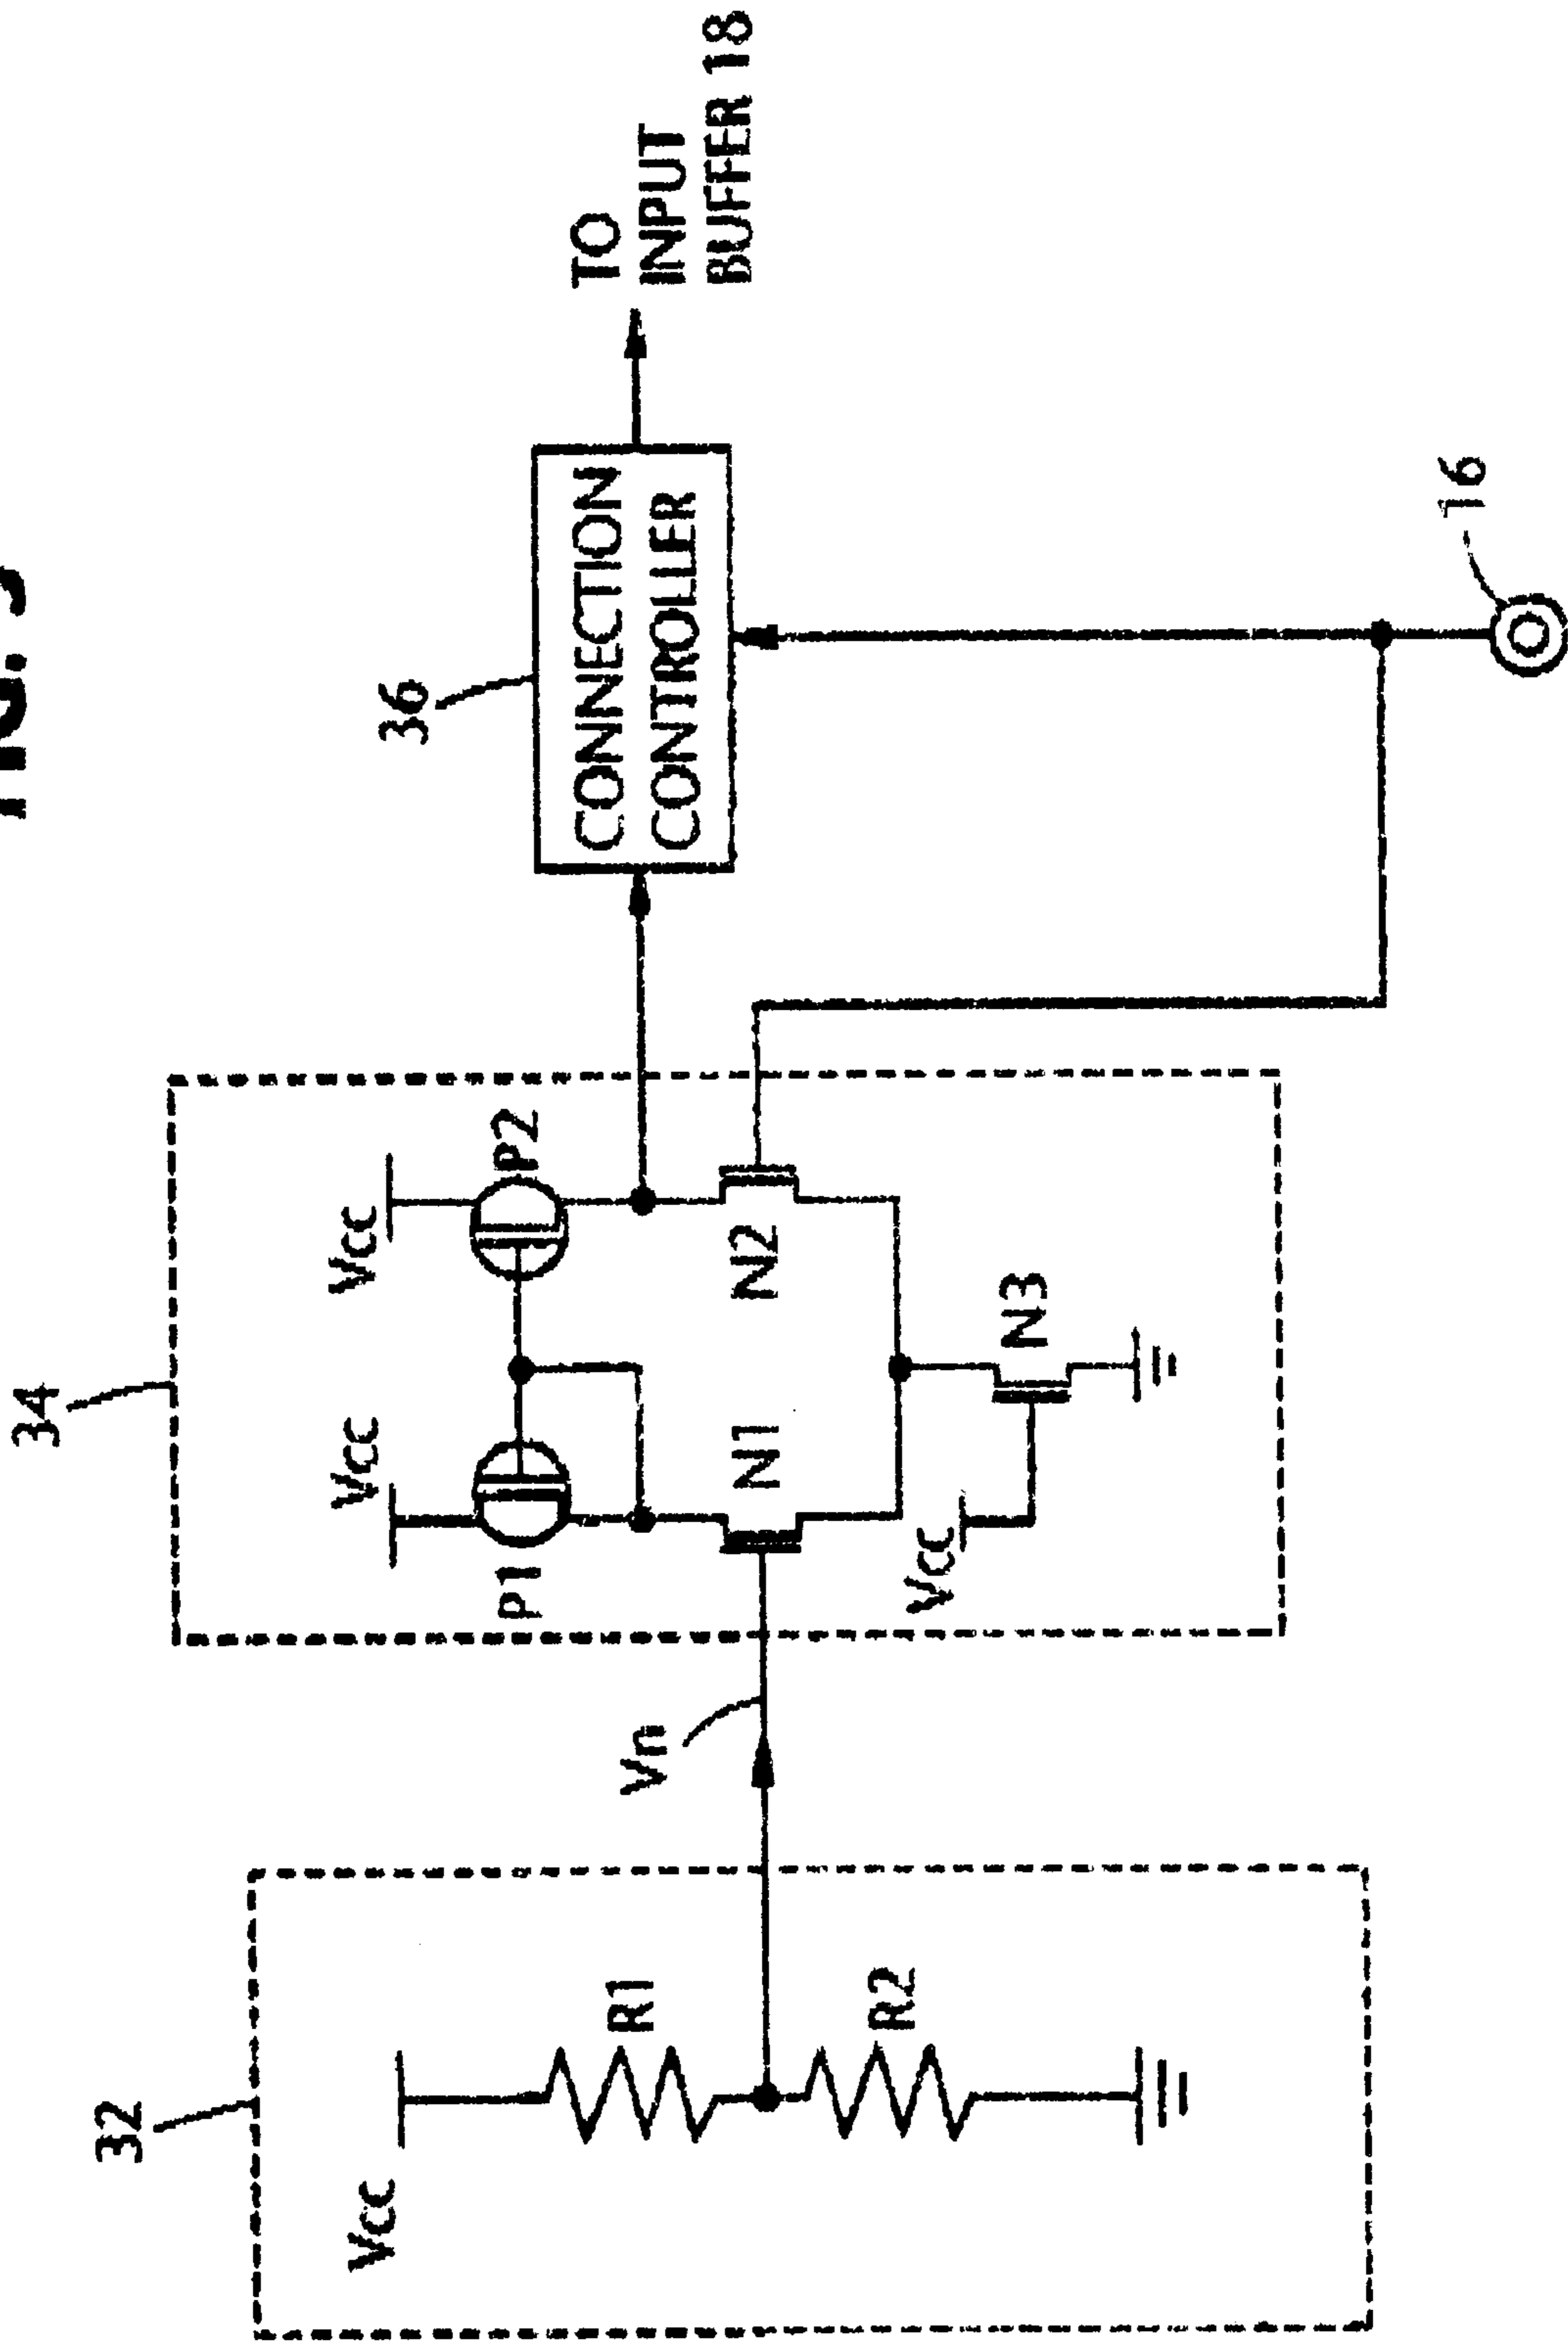 FIG.
32
34
36
Vcc
R1
R2
Vn
Vcc
Vcc
P1
P2
N1
N2
Vcc
N3
CONNECTION
CONTROLLER
TO
INPUT
BUFFER 18
16